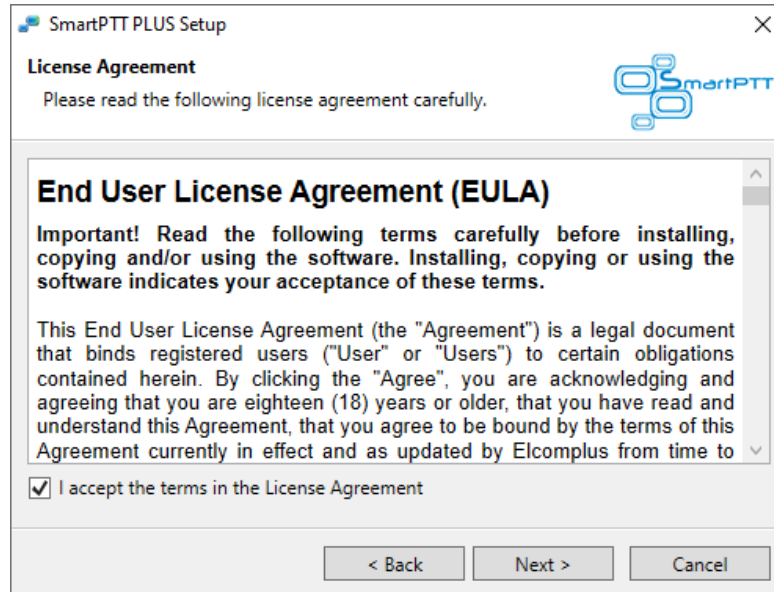 SmartPTT PLUS Setup
License Agreement
Please read the following license agreement carefully.
SmartPTT
End User License Agreement (EULA)
Important! Read the following terms carefully before installing,
copying and/or using the software. Installing, copying or using the
software indicates your acceptance of these terms.
This End User License Agreement (the "Agreement") is a legal document
that binds registered users ("User" or "Users") to certain obligations
contained herein. By clicking the "Agree", you are acknowledging and
agreeing that you are eighteen (18) years or older, that you have read and
understand this Agreement, that you agree to be bound by the terms of this
Agreement currently in effect and as updated by Elcomplus from time to
I accept the terms in the License Agreement
< Back
Next >
Cancel